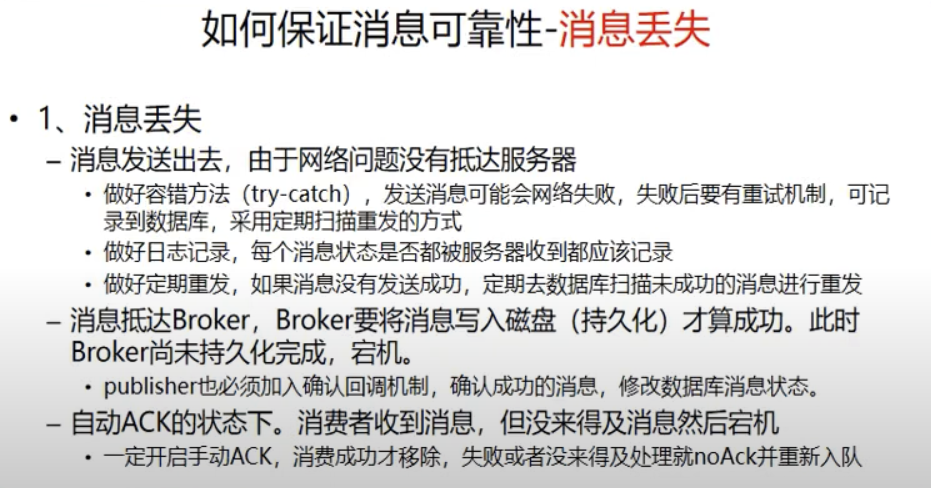 如何保证消息可靠性-消息丢失
• 1、消息丢失
– 消息发送出去，由于网络问题没有抵达服务器
• 做好容错方法（try-catch），发送消息可能会网络失败，失败后要有重试机制，可记
录到数据库，采用定期扫描重发的方式
• 做好日志记录，每个消息状态是否都被服务器收到都应该记录
• 做好定期重发，如果消息没有发送成功，定期去数据库扫描未成功的消息进行重发
– 消息抵达Broker，Broker要将消息写入磁盘（持久化）才算成功。此时
Broker尚未持久化完成，宕机。
• publisher也必须加入确认回调机制，确认成功的消息，修改数据库消息状态。
– 自动ACK的状态下。消费者收到消息，但没来得及消息然后宕机
• 一定开启手动ACK，消费成功才移除，失败或者没来得及处理就noAck并重新入队